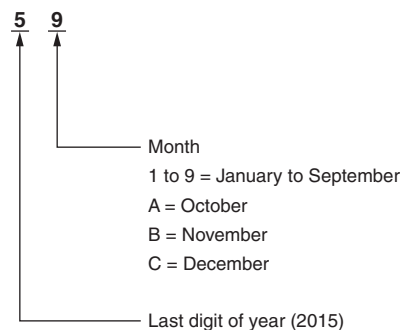 5 9
Month
1 to 9 = January to September
A = October
B = November
C = December
Last digit of year (2015)